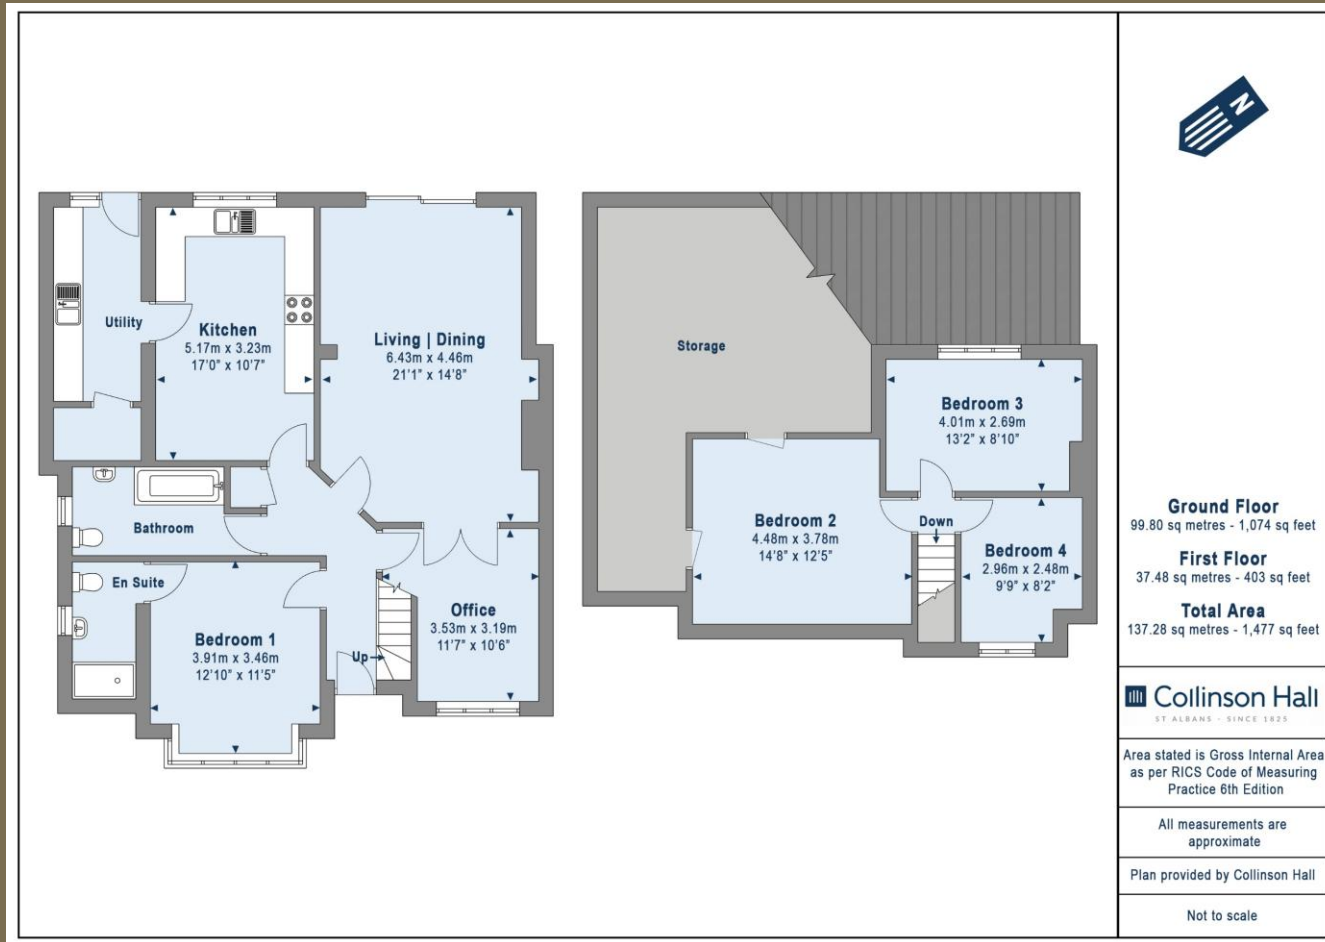 Utility
Kitchen
5.17m x 3.23m
17'0" x 10'7"
Living | Dining
6.43m x 4.46m
21'1" x 14'8"
Bathroom
En Suite
Bedroom 1
3.91m x 3.46m
12'10" x 11'5"
Up
Office
3.53m x 3.19m
11'7" x 10'6"
Storage
Bedroom 3
4.01m x 2.69m
13'2" x 8'10"
Bedroom 2
4.48m x 3.78m
14'8" x 12'5"
Down
Bedroom 4
2.96m x 2.48m
9'9" x 8'2"
N
Ground Floor
99.80 sq metres - 1,074 sq feet
First Floor
37.48 sq metres - 403 sq feet
Total Area
137.28 sq metres - 1,477 sq feet
Collinson Hall
ST ALBANS - SINCE 1825
Area stated is Gross Internal Area
as per RICS Code of Measuring
Practice 6th Edition
All measurements are
approximate
Plan provided by Collinson Hall
Not to scale